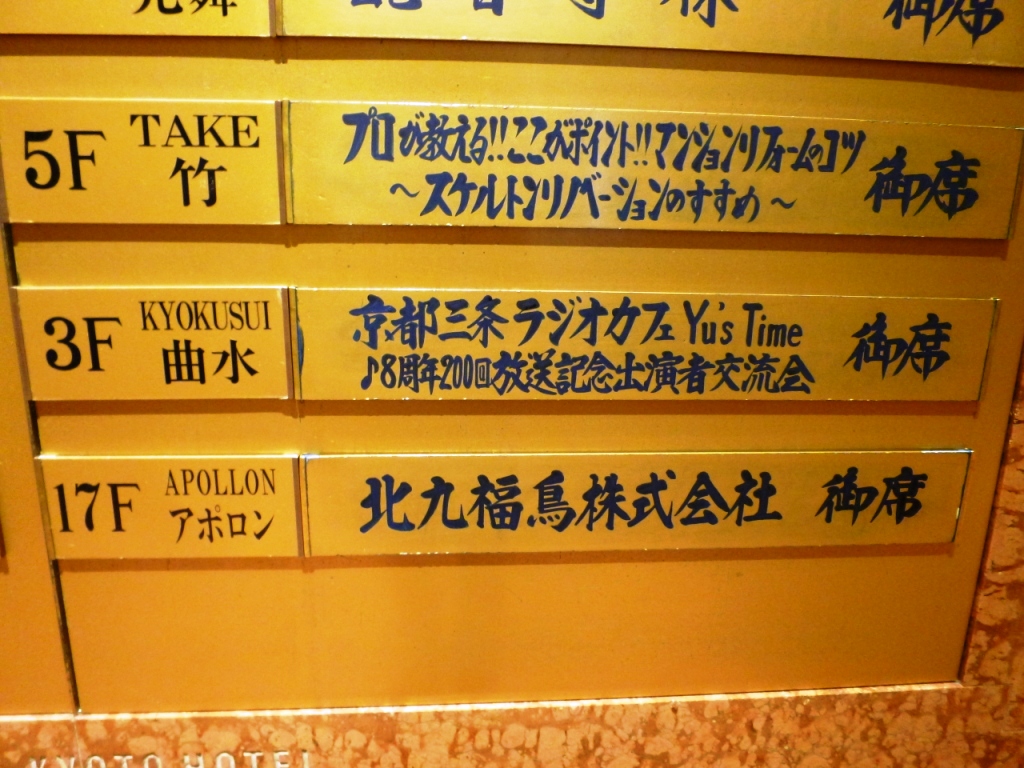 御席
5F TAKE 竹
プロが教える!!ここがポイント!!マンションリフォームのコツ
～スケルトンリノベーションのすすめ～
御席
3F KYOKUSUI 曲水
京都三条ラジオカフェ Yu's Time
♪8周年200回放送記念出演者交流会
御席
17F APOLLON アポロン
北九福鳥株式会社 御席
KYOTO HOTEL